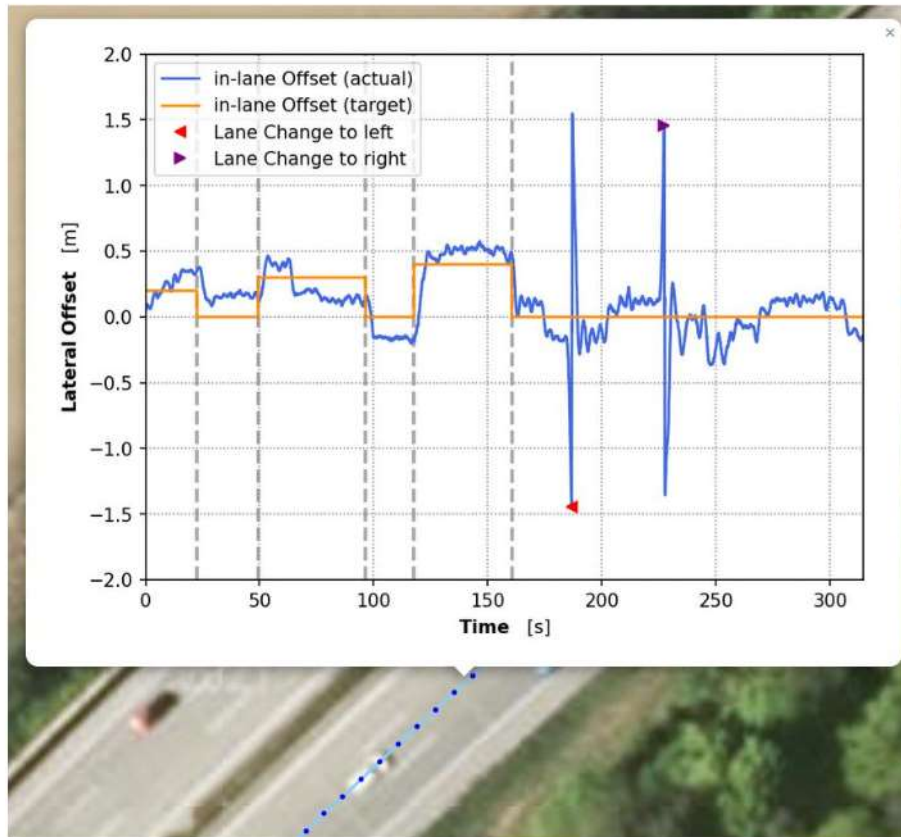 ×
2.0
1.5
1.0
0.5
0.0
−0.5
−1.0
−1.5
−2.0
Lateral Offset [m]
in-lane Offset (actual)
in-lane Offset (target)
Lane Change to left
Lane Change to right
0 50 100 150 200 250 300
Time [s]